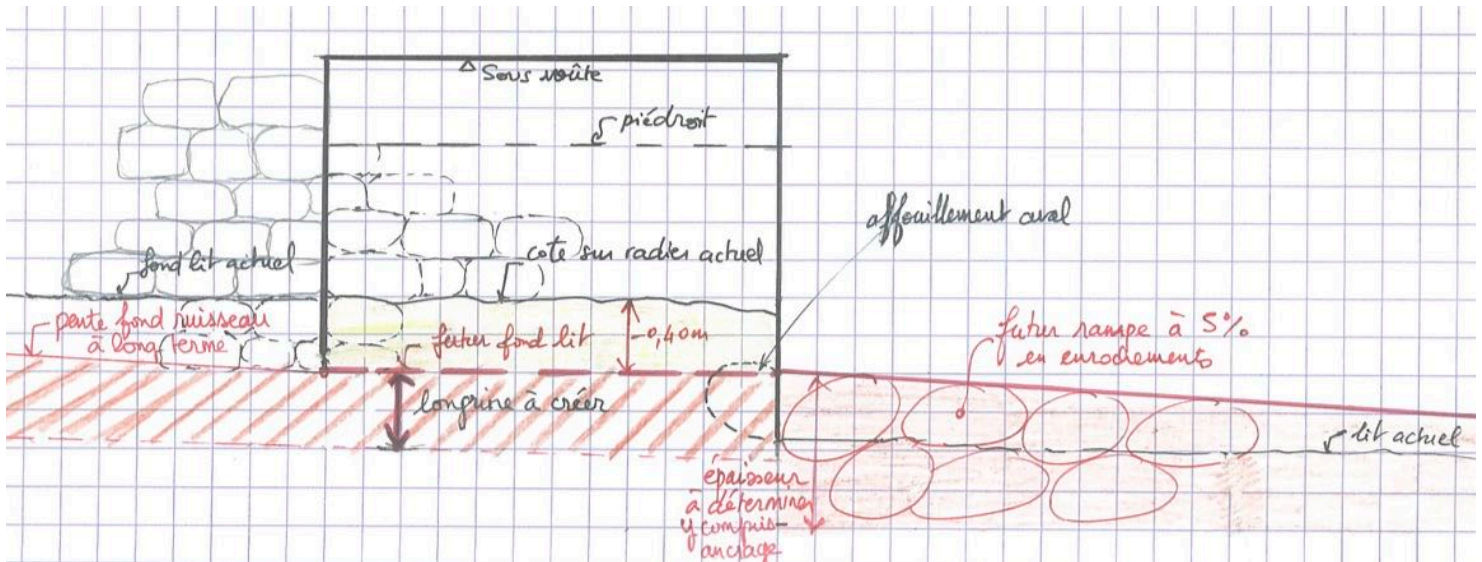 △ Sous voûte
piédroit
affouillement aval
fond lit actuel
cote sur radier actuel
pente fond ruisseau
à long terme
futur fond lit
-0,40m
futur rampe à 5%
en enrochements
longrine à créer
lit actuel
épaisseur
à déterminer
y compris
ancrage